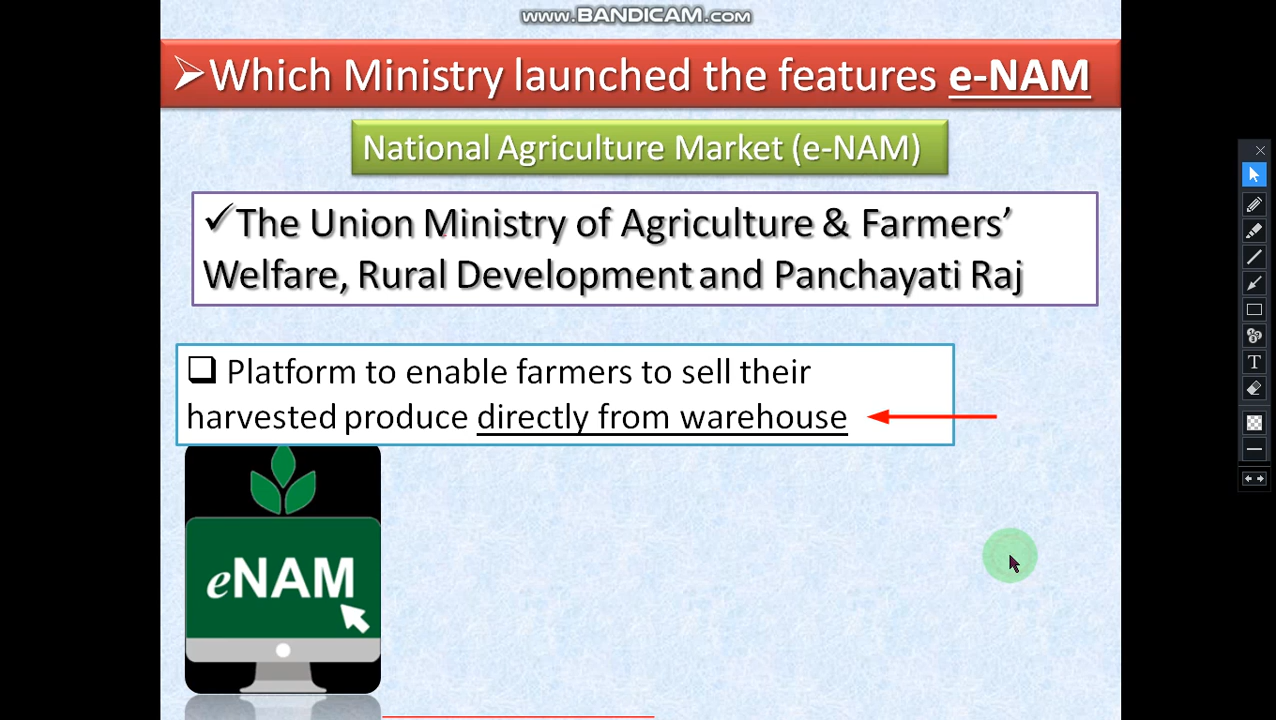 www.BANDICAM.com
➢Which Ministry launched the features e-NAM
National Agriculture Market (e-NAM)
✓The Union Ministry of Agriculture & Farmers’
Welfare, Rural Development and Panchayati Raj
❑ Platform to enable farmers to sell their
harvested produce directly from warehouse
eNAM
T